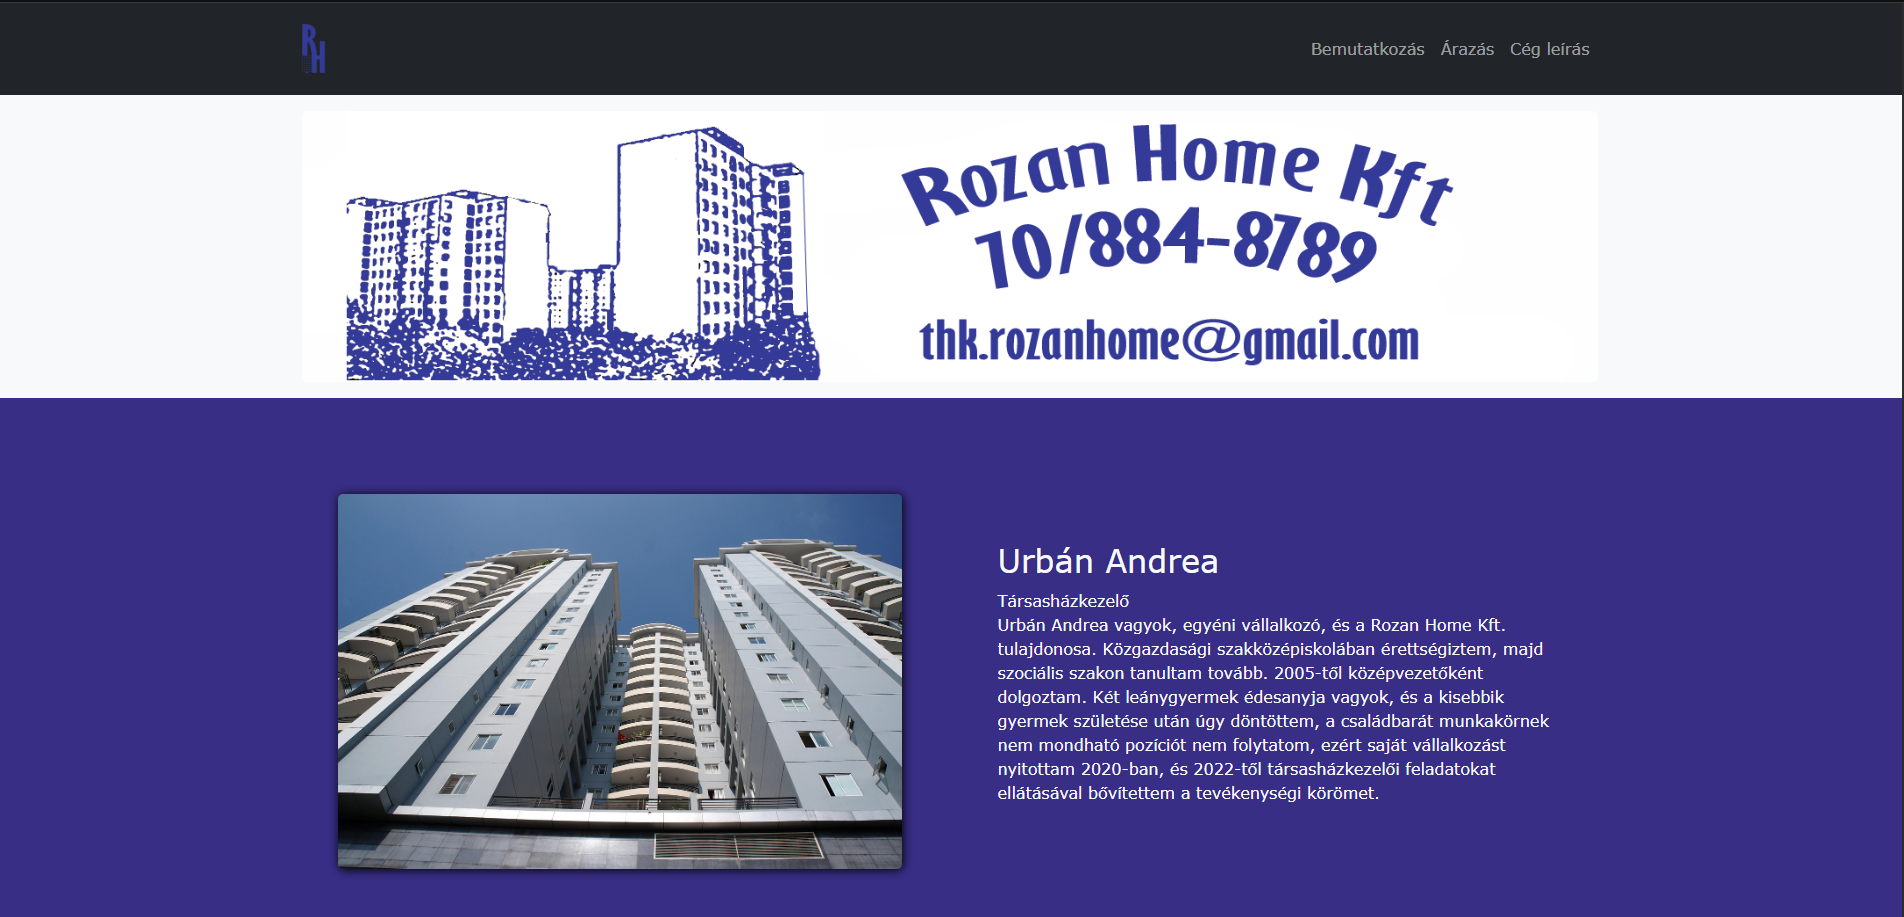 RH
Bemutatkozás Árazás Cég leírás
Rozan Home Kft
70/884-8789
thk.rozanhome@gmail.com
Urbán Andrea
Társasházkezelő
Urbán Andrea vagyok, egyéni vállalkozó, és a Rozan Home Kft.
tulajdonosa. Közgazdasági szakközépiskolában érettségiztem, majd
szociális szakon tanultam tovább. 2005-től középvezetőként
dolgoztam. Két leánygyermek édesanyja vagyok, és a kisebbik
gyermek születése után úgy döntöttem, a családbarát munkakörnek
nem mondható pozíciót nem folytatom, ezért saját vállalkozást
nyitottam 2020-ban, és 2022-től társasházkezelői feladatokat
ellátásával bővítettem a tevékenységi körömet.